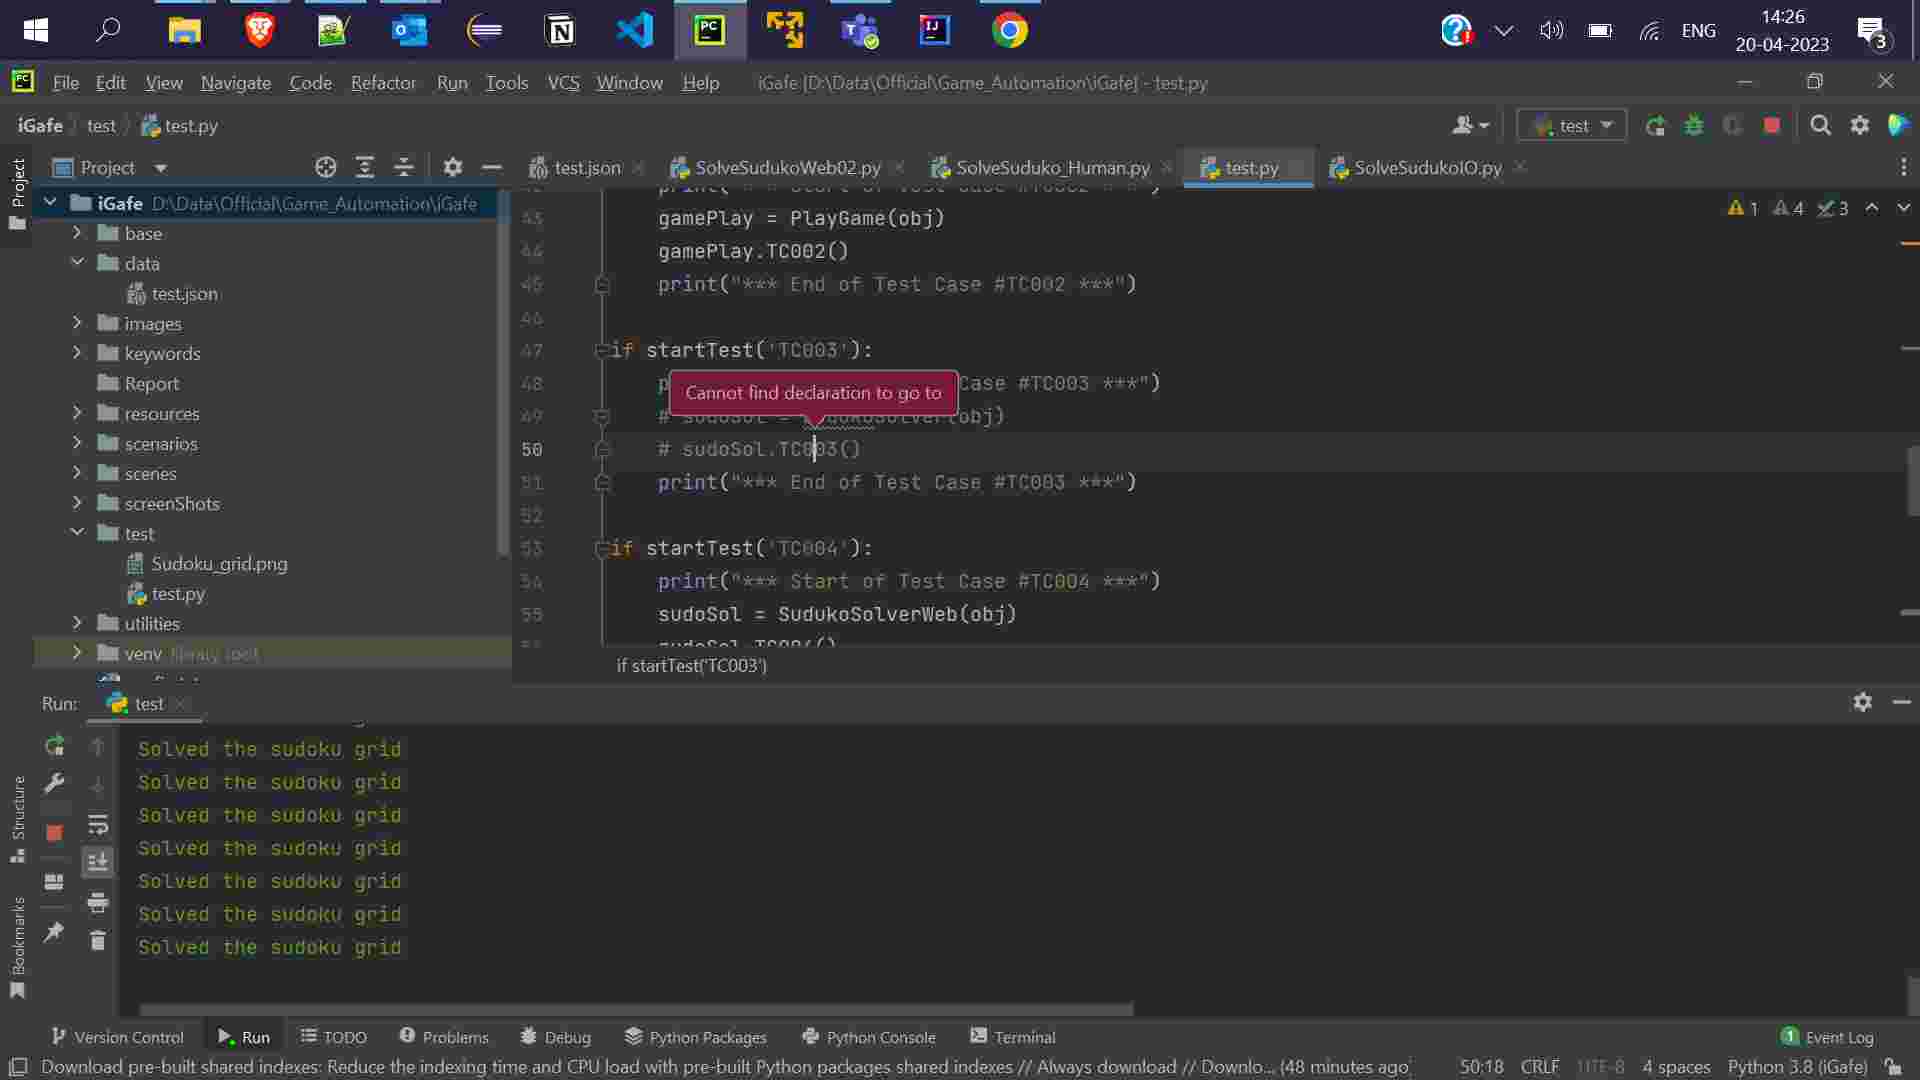 14:26
ENG
20-04-2023
3
File Edit View Navigate Code Refactor Run Tools VCS Window Help iGafe [D:\Data\Official\Game_Automation\iGafe] - test.py
iGafe test test.py
test
Project
test.json SolveSudukoWeb02.py SolveSuduko_Human.py test.py SolveSudukoIO.py
Project
iGafe D:\Data\Official\Game_Automation\iGafe
base
data
test.json
images
keywords
Report
resources
scenarios
scenes
screenShots
test
Sudoku_grid.png
test.py
utilities
venv library root
1 4 3
43 gamePlay = PlayGame(obj)
44 gamePlay.TC002()
45 print("*** End of Test Case #TC002 ***")
46
47 if startTest('TC003'):
48 Case #TC003 ***")
Cannot find declaration to go to
49 # sudoSol = SudukoSolver(obj)
50 # sudoSol.TC003()
51 print("*** End of Test Case #TC003 ***")
52
53 if startTest('TC004'):
54 print("*** Start of Test Case #TC004 ***")
55 sudoSol = SudukoSolverWeb(obj)
if startTest('TC003')
Run: test
Solved the sudoku grid
Solved the sudoku grid
Solved the sudoku grid
Solved the sudoku grid
Solved the sudoku grid
Solved the sudoku grid
Solved the sudoku grid
Structure
Bookmarks
Version Control Run TODO Problems Debug Python Packages Python Console Terminal 1 Event Log
Download pre-built shared indexes: Reduce the indexing time and CPU load with pre-built Python packages shared indexes // Always download // Downlo... (48 minutes ago) 50:18 CRLF UTF-8 4 spaces Python 3.8 (iGafe)